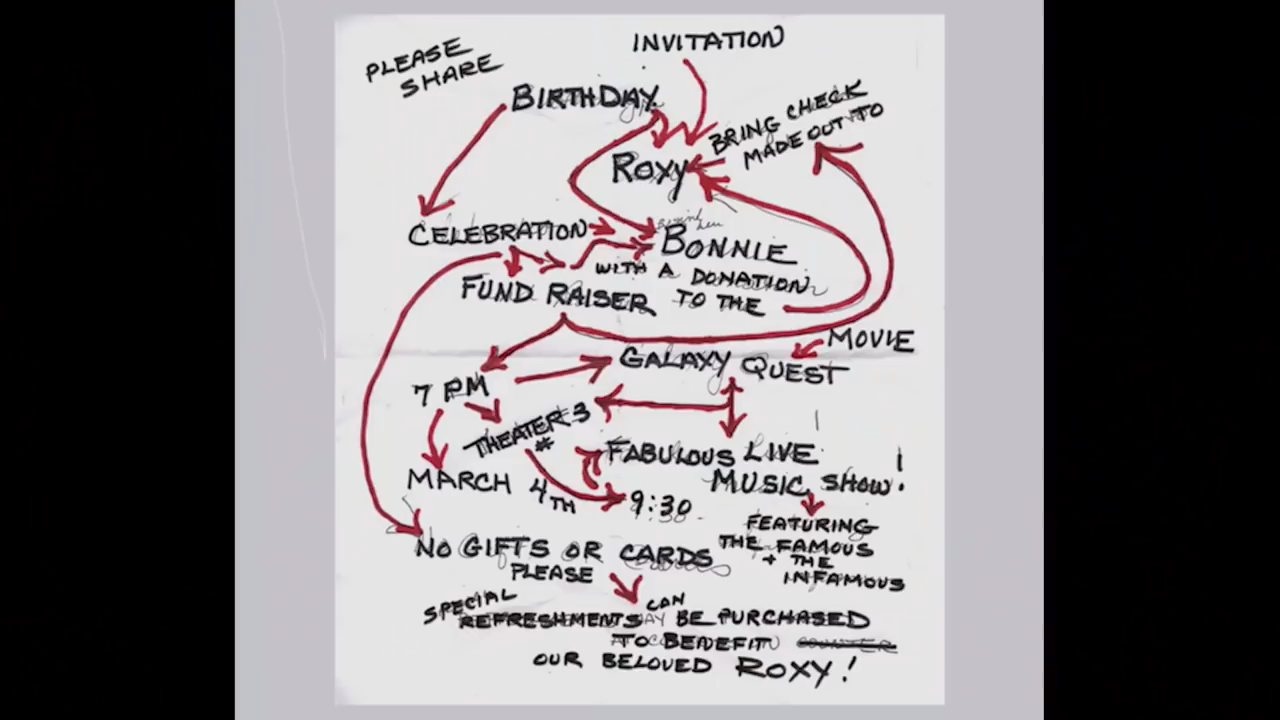 INVITATION
PLEASE
SHARE
BIRTHDAY
BRING CHECK
MADE OUT TO
ROXY
CELEBRATION
BONNIE
WITH A DONATION
FUND RAISER TO THE
MOVIE
GALAXY QUEST
7 PM
THEATER 3
#
FABULOUS LIVE
MUSIC SHOW!
MARCH 4TH
9:30
FEATURING
THE FAMOUS
+ THE
INFAMOUS
NO GIFTS OR CARDS
PLEASE
SPECIAL
REFRESHMENTS CAN BE PURCHASED
TO BENEFIT
OUR BELOVED ROXY!